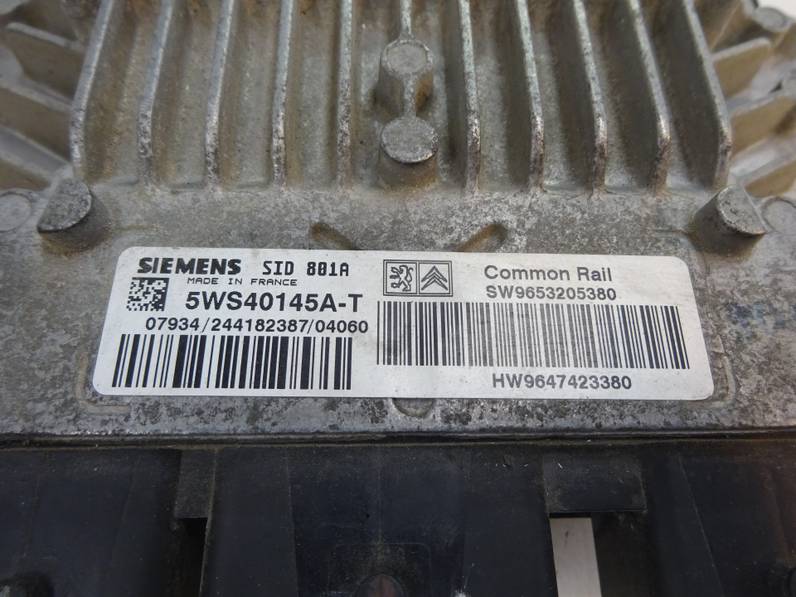 SIEMENS SID 801A
MADE IN FRANCE
5WS40145A-T
07934/244182387/04060
Common Rail
SW9653205380
HW9647423380